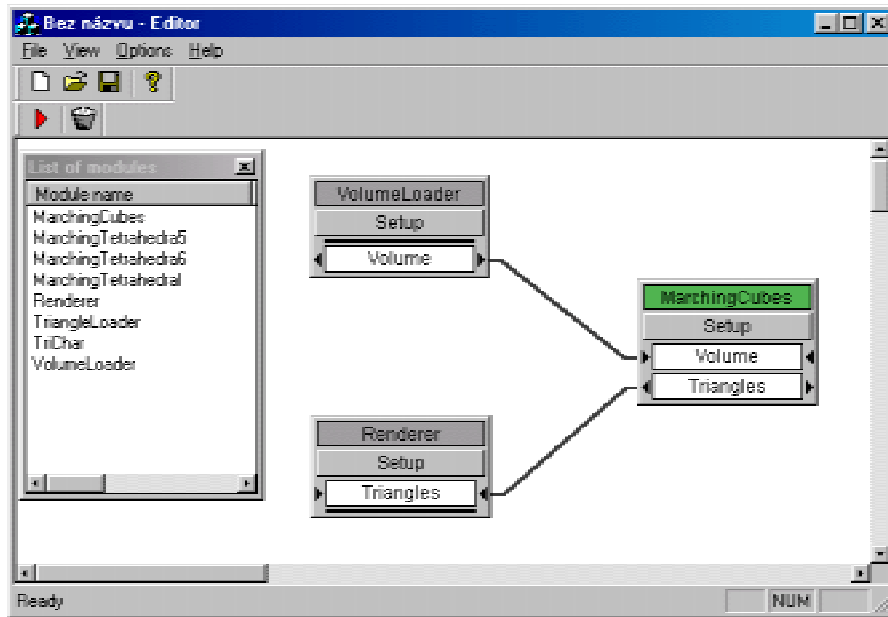 Bez názvu - Editor
File View Options Help
List of modules
Module name
MarchingCubes
MarchingTetrahedra5
MarchingTetrahedra6
MarchingTetrahedral
Renderer
TriangleLoader
TriChar
VolumeLoader
VolumeLoader
Setup
Volume
MarchingCubes
Setup
Volume
Triangles
Renderer
Setup
Triangles
Ready
NUM